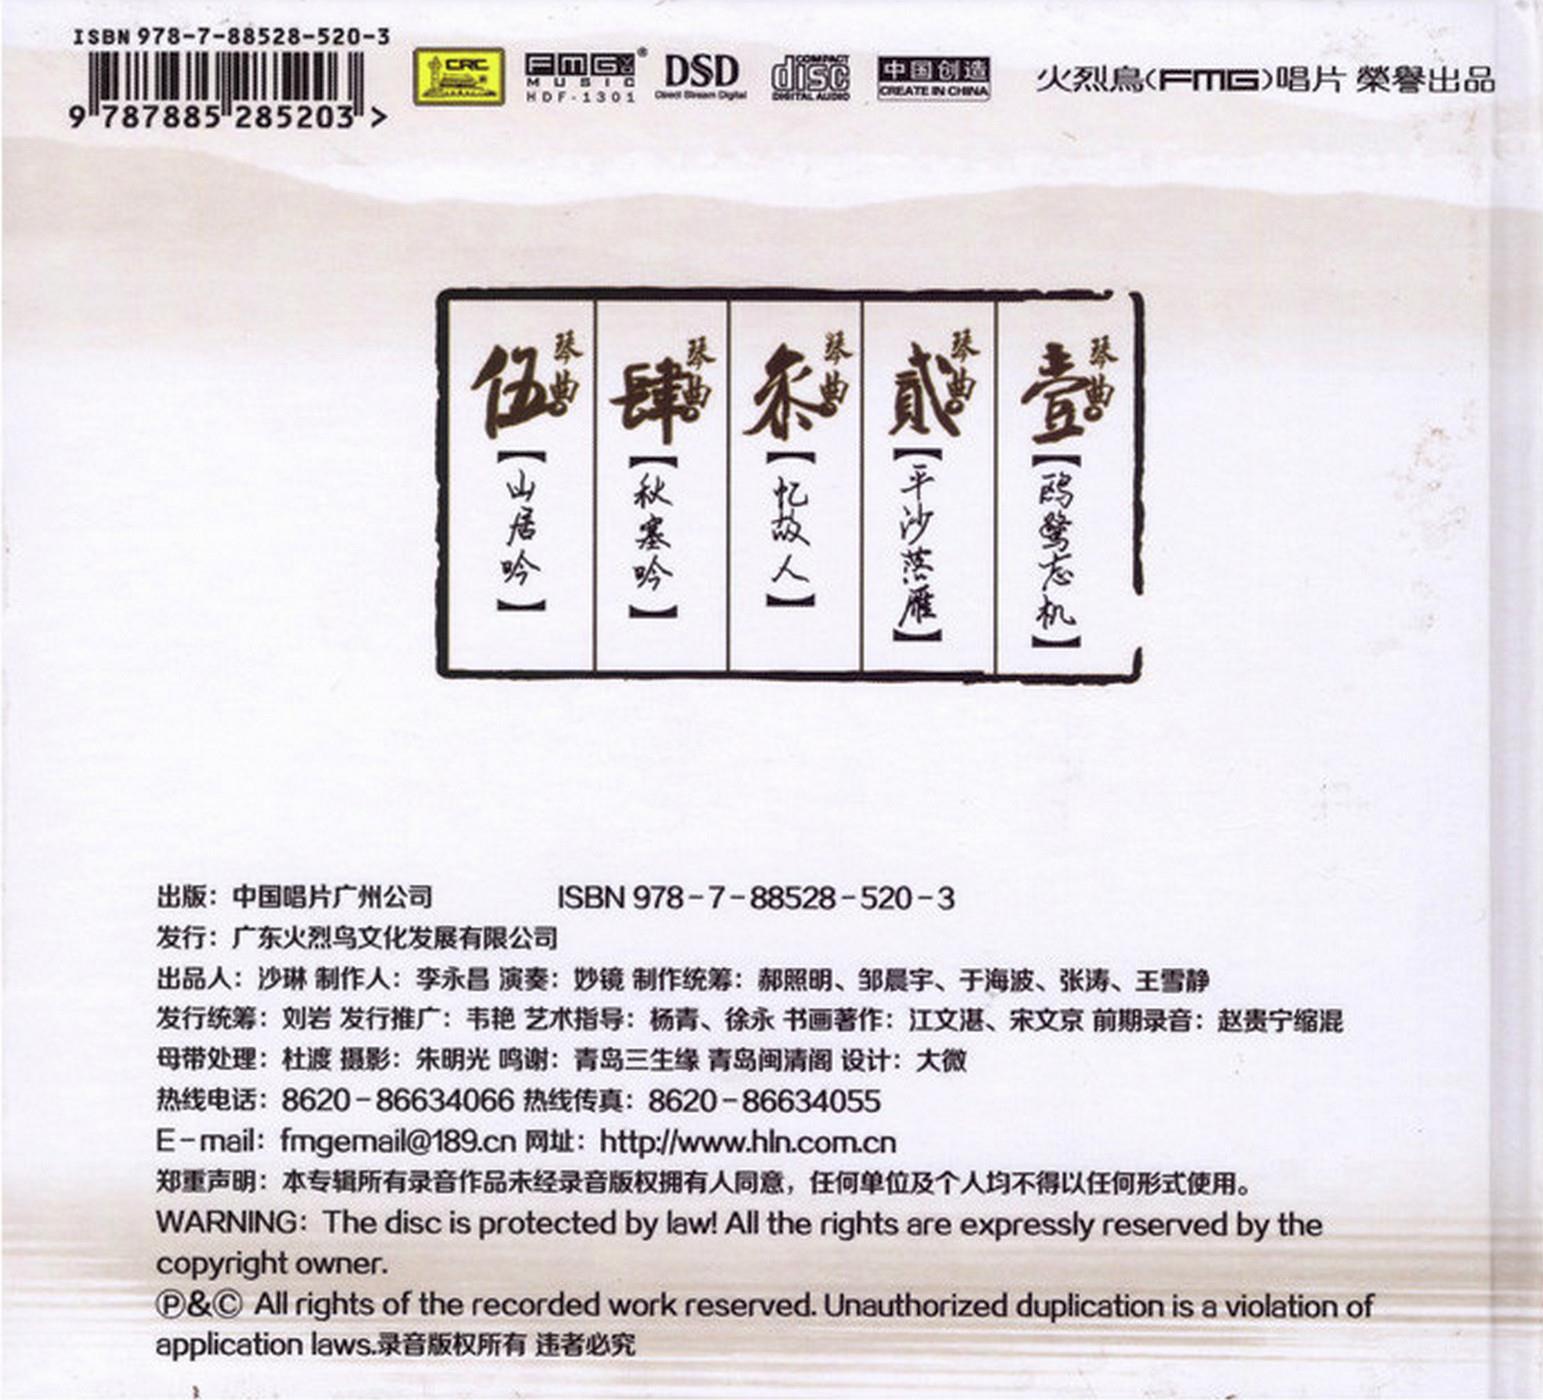 ISBN 978-7-88528-520-3
9 787885 285203 >
CRC
FMG MUSIC
HDF-1301
DSD
Direct Stream Digital
COMPACT disc DIGITAL AUDIO
中国创造
CREATE IN CHINA
火烈鳥(FMG)唱片 榮譽出品
琴曲 壹
【鸥鹭忘机】
琴曲 貳
【平沙落雁】
琴曲 叁
【忆故人】
琴曲 肆
【秋塞吟】
琴曲 伍
【山居吟】
出版：中国唱片广州公司 ISBN 978-7-88528-520-3
发行：广东火烈鸟文化发展有限公司
出品人：沙琳 制作人：李永昌 演奏：妙镜 制作统筹：郝照明、邹晨宇、于海波、张涛、王雪静
发行统筹：刘岩 发行推广：韦艳 艺术指导：杨青、徐永 书画著作：江文湛、宋文京 前期录音：赵贵宁缩混
母带处理：杜渡 摄影：朱明光 鸣谢：青岛三生缘 青岛闽清阁 设计：大微
热线电话：8620-86634066 热线传真：8620-86634055
E-mail：fmgemail@189.cn 网址：http://www.hln.com.cn
郑重声明：本专辑所有录音作品未经录音版权拥有人同意，任何单位及个人均不得以任何形式使用。
WARNING：The disc is protected by law! All the rights are expressly reserved by the
copyright owner.
Ⓟ&Ⓒ All rights of the recorded work reserved. Unauthorized duplication is a violation of
application laws.录音版权所有 违者必究